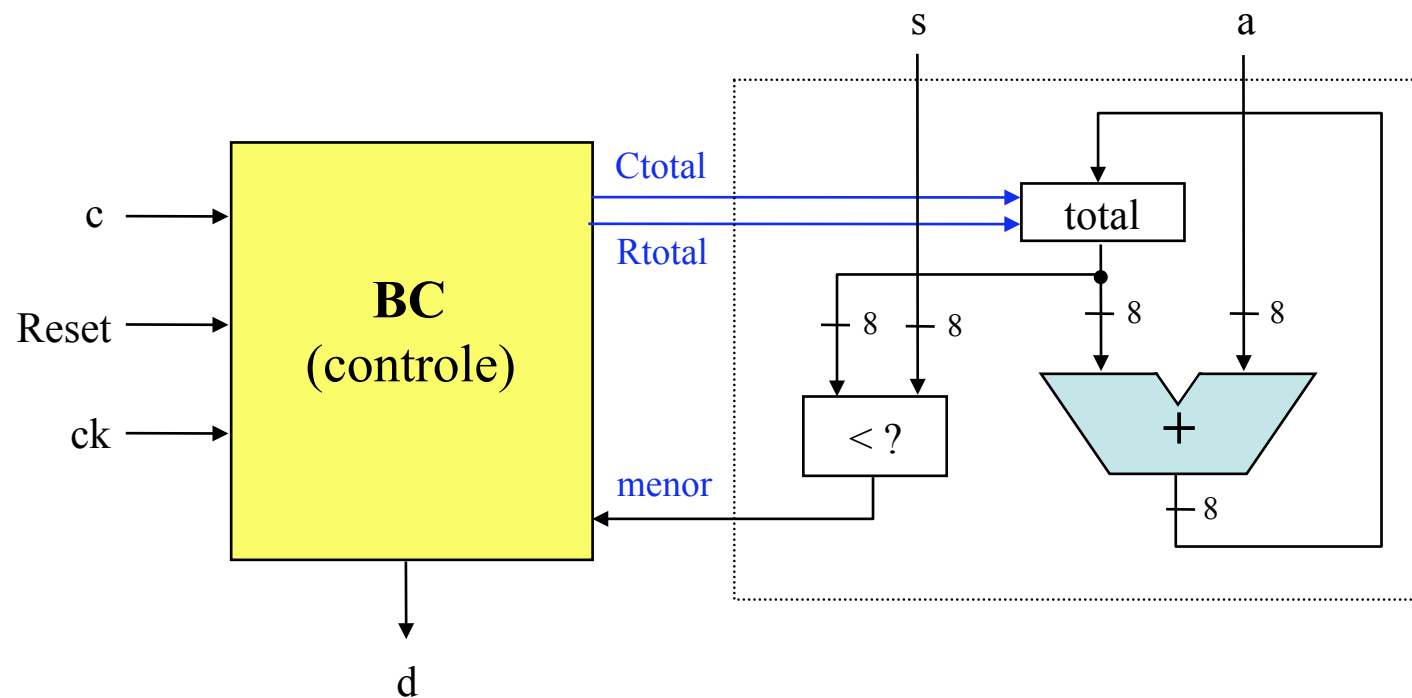 s
a
Ctotal
c
total
Rtotal
BC
Reset
8
8
8
8
(controle)
+
ck
< ?
menor
8
d